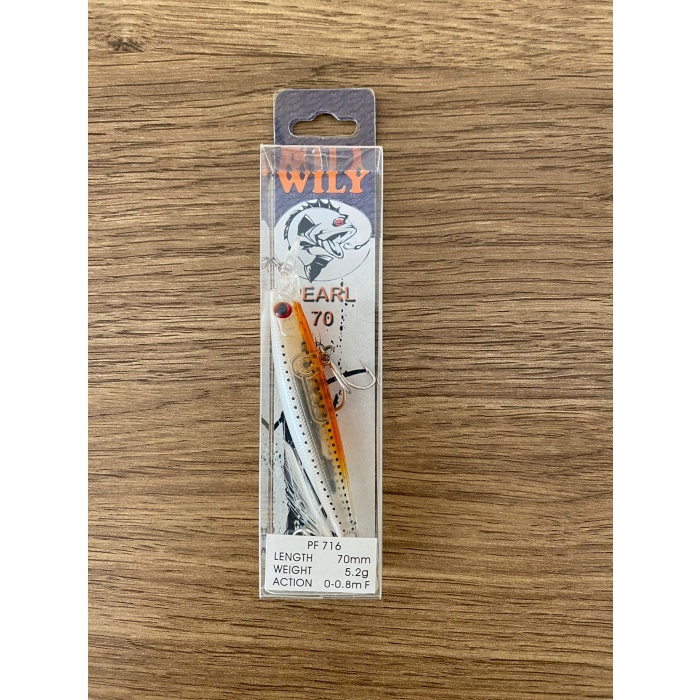 WILY
EARL
70
PF 716
LENGTH 70mm
WEIGHT 5.2g
ACTION 0-0.8m F